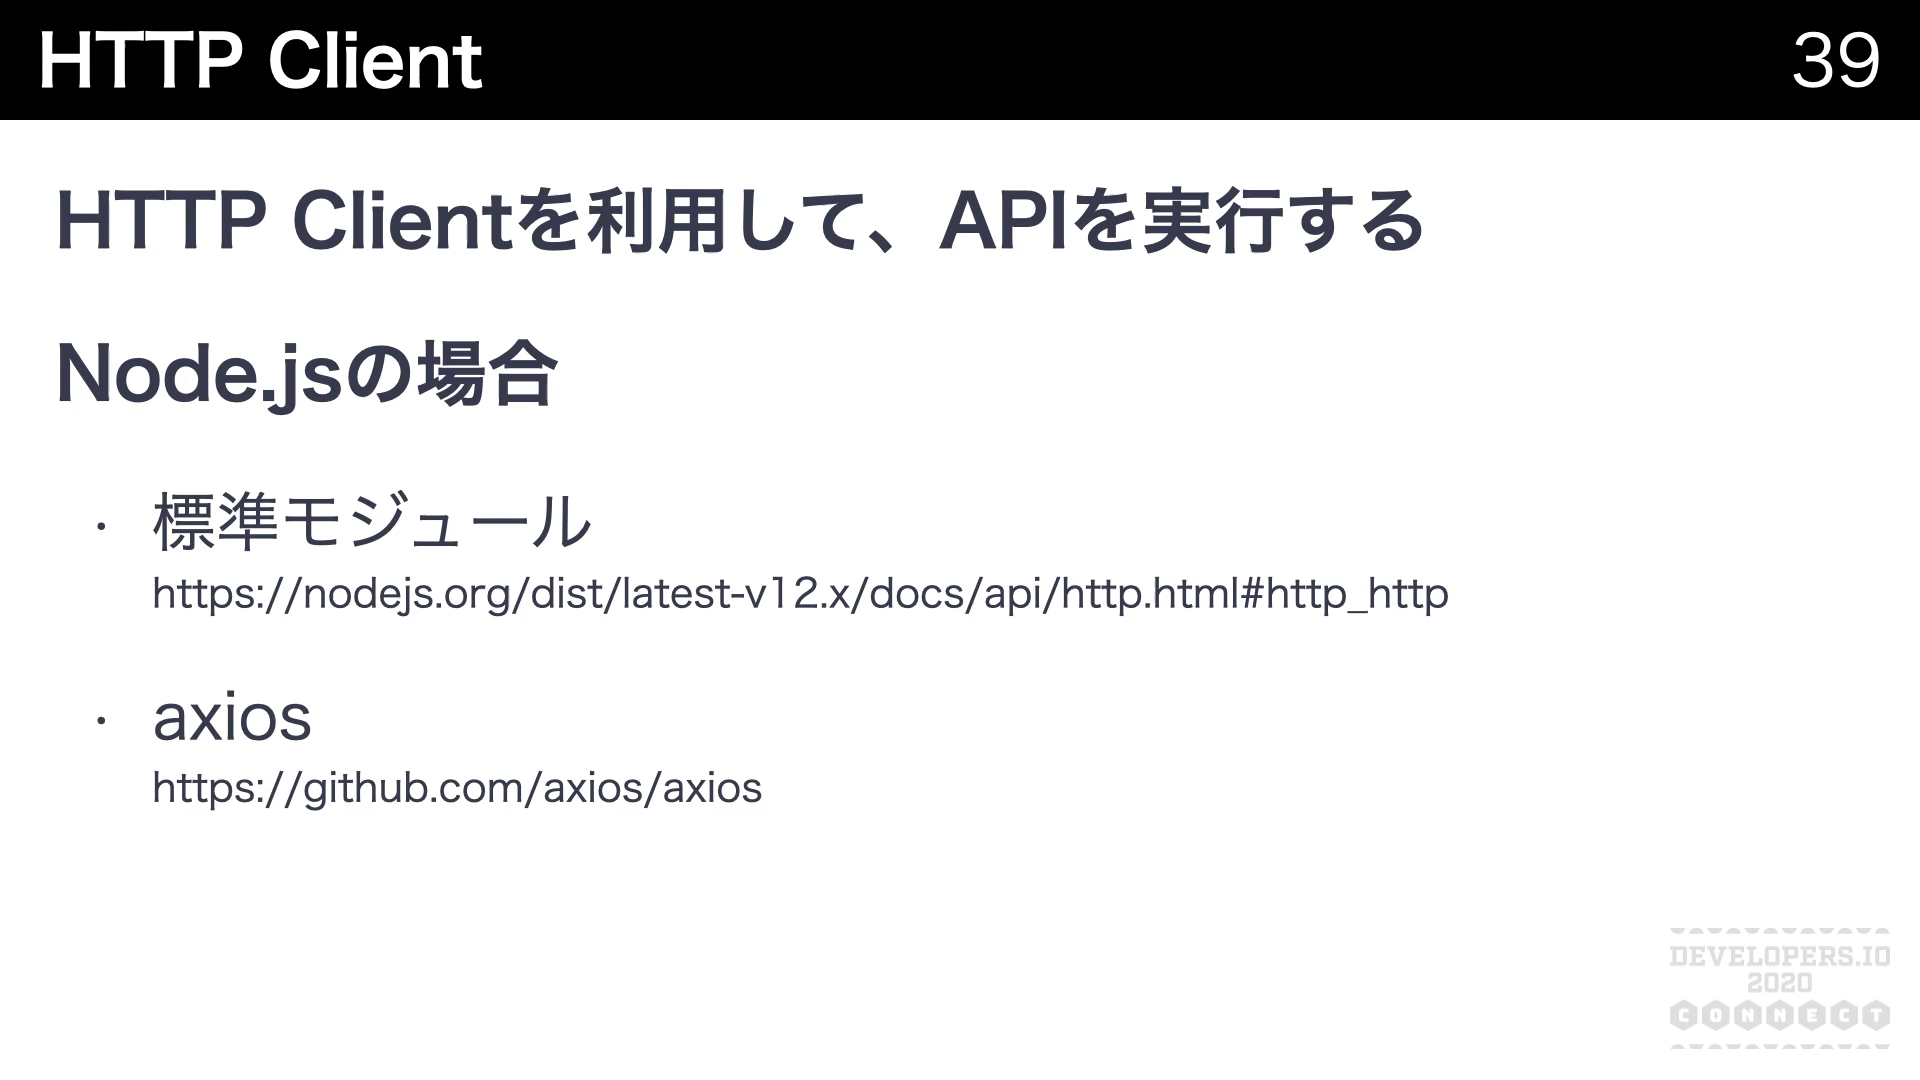 HTTP Client
39
HTTP Clientを利用して、APIを実行する
Node.jsの場合
・ 標準モジュール
https://nodejs.org/dist/latest-v12.x/docs/api/http.html#http_http
・ axios
https://github.com/axios/axios
DEVELOPERS.IO
2020
CONNECT